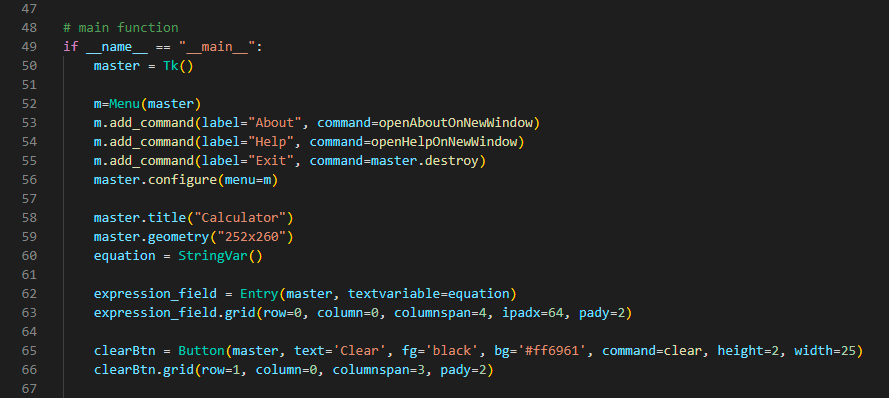 47
48 # main function
49 if __name__ == "__main__":
50 master = Tk()
51
52 m=Menu(master)
53 m.add_command(label="About", command=openAboutOnNewWindow)
54 m.add_command(label="Help", command=openHelpOnNewWindow)
55 m.add_command(label="Exit", command=master.destroy)
56 master.configure(menu=m)
57
58 master.title("Calculator")
59 master.geometry("252x260")
60 equation = StringVar()
61
62 expression_field = Entry(master, textvariable=equation)
63 expression_field.grid(row=0, column=0, columnspan=4, ipadx=64, pady=2)
64
65 clearBtn = Button(master, text='Clear', fg='black', bg='#ff6961', command=clear, height=2, width=25)
66 clearBtn.grid(row=1, column=0, columnspan=3, pady=2)
67